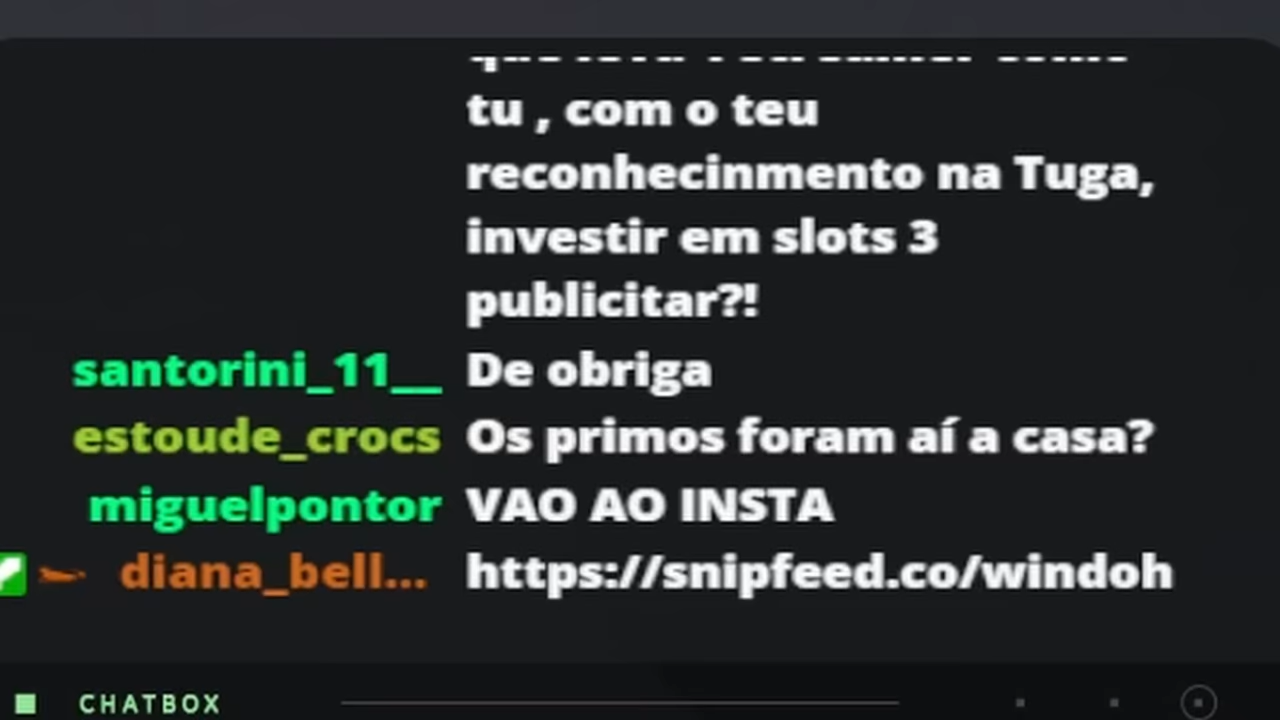 tu , com o teu
reconhecinmento na Tuga,
investir em slots 3
publicitar?!
santorini_11__ De obriga
estoude_crocs Os primos foram aí a casa?
miguelpontor VAO AO INSTA
diana_bell... https://snipfeed.co/windoh
CHATBOX